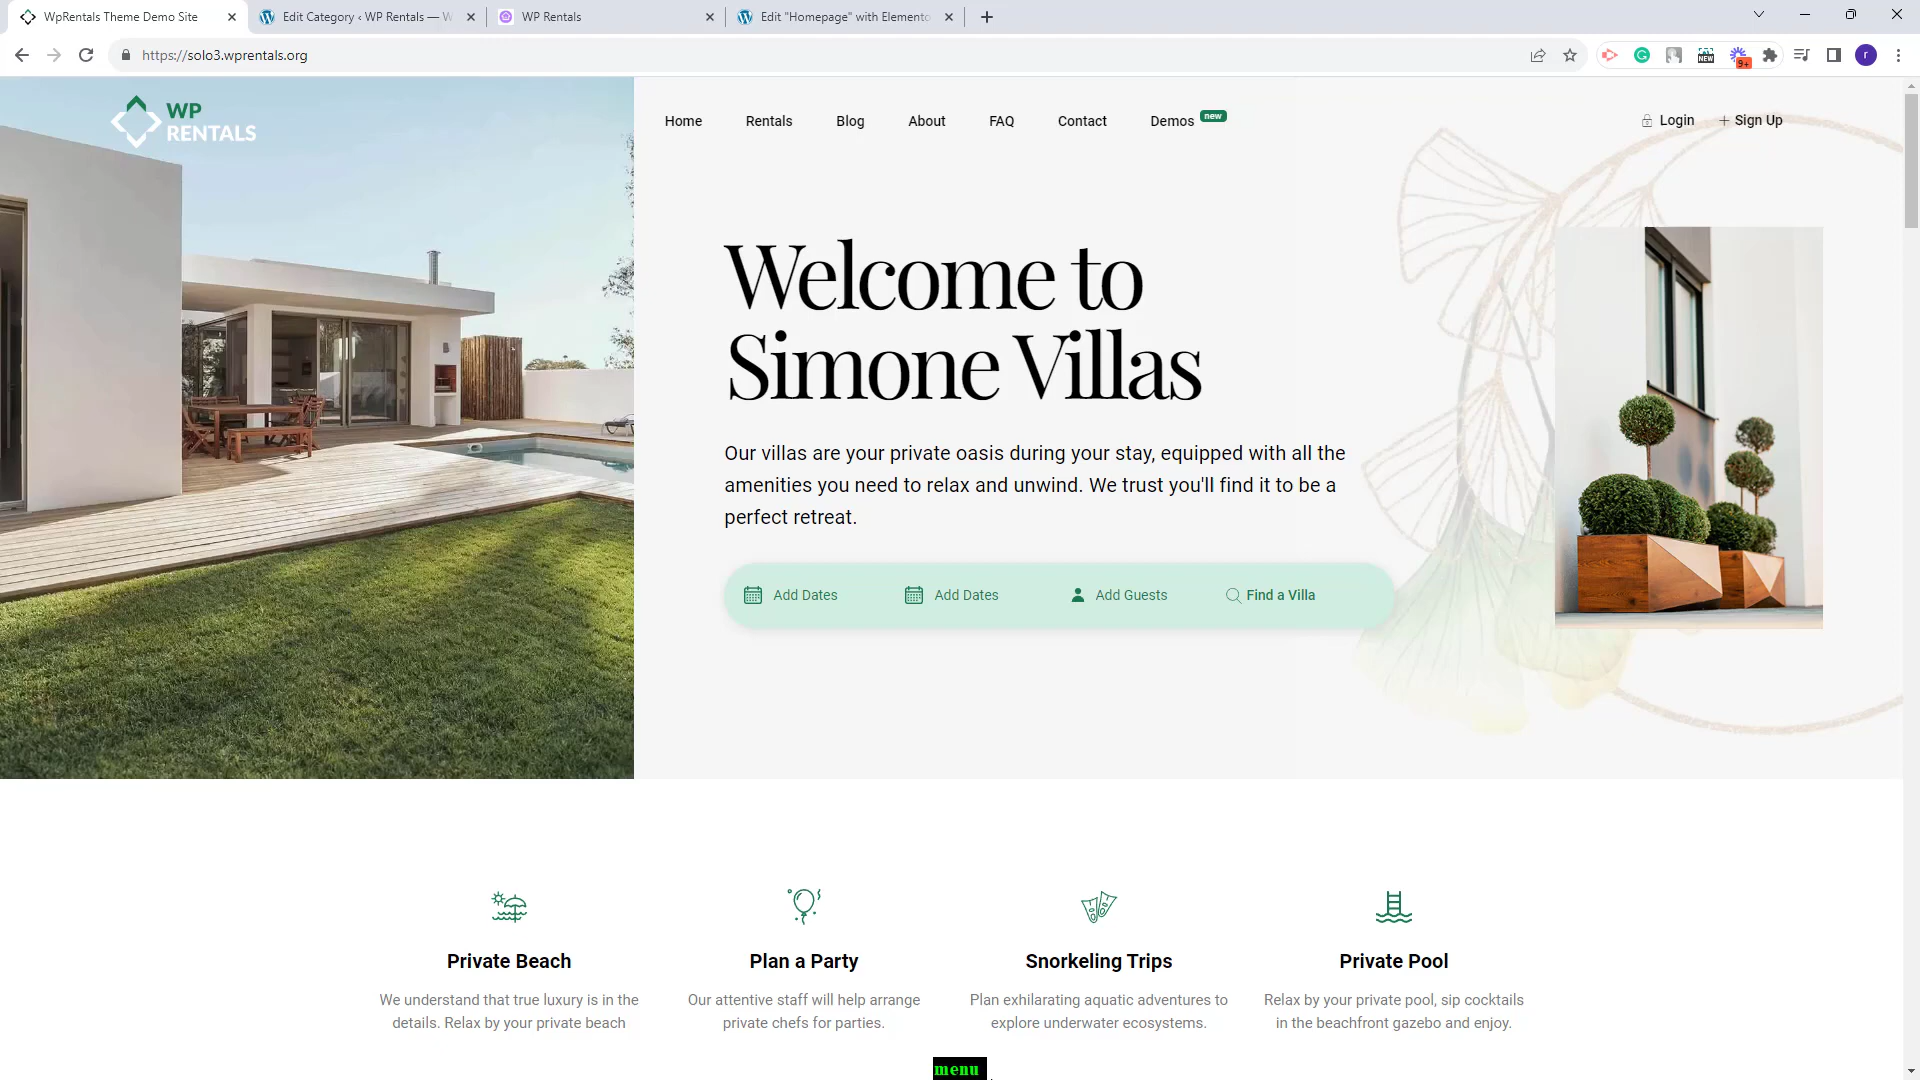 WpRentals Theme Demo Site
Edit Category ‹ WP Rentals — W
WP Rentals
Edit "Homepage" with Elemento
https://solo3.wprentals.org
NEW
9+
r
WP
RENTALS
Home
Rentals
Blog
About
FAQ
Contact
Demos
new
Login
Sign Up
Welcome to
Simone Villas
Our villas are your private oasis during your stay, equipped with all the
amenities you need to relax and unwind. We trust you'll find it to be a
perfect retreat.
Add Dates
Add Dates
Add Guests
Find a Villa
Private Beach
Plan a Party
Snorkeling Trips
Private Pool
We understand that true luxury is in the
details. Relax by your private beach
Our attentive staff will help arrange
private chefs for parties.
Plan exhilarating aquatic adventures to
explore underwater ecosystems.
Relax by your private pool, sip cocktails
in the beachfront gazebo and enjoy.
menu